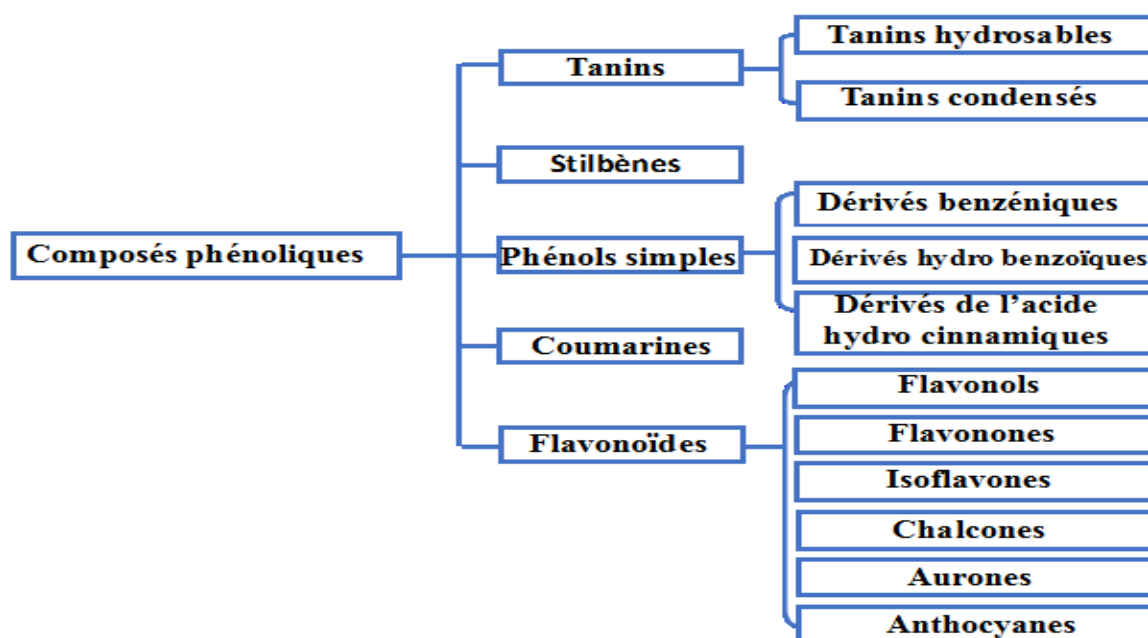 Composés phénoliques
Tanins
Tanins hydrosables
Tanins condensés
Stilbènes
Phénols simples
Dérivés benzéniques
Dérivés hydro benzoïques
Dérivés de l’acide
hydro cinnamiques
Coumarines
Flavonoïdes
Flavonols
Flavonones
Isoflavones
Chalcones
Aurones
Anthocyanes